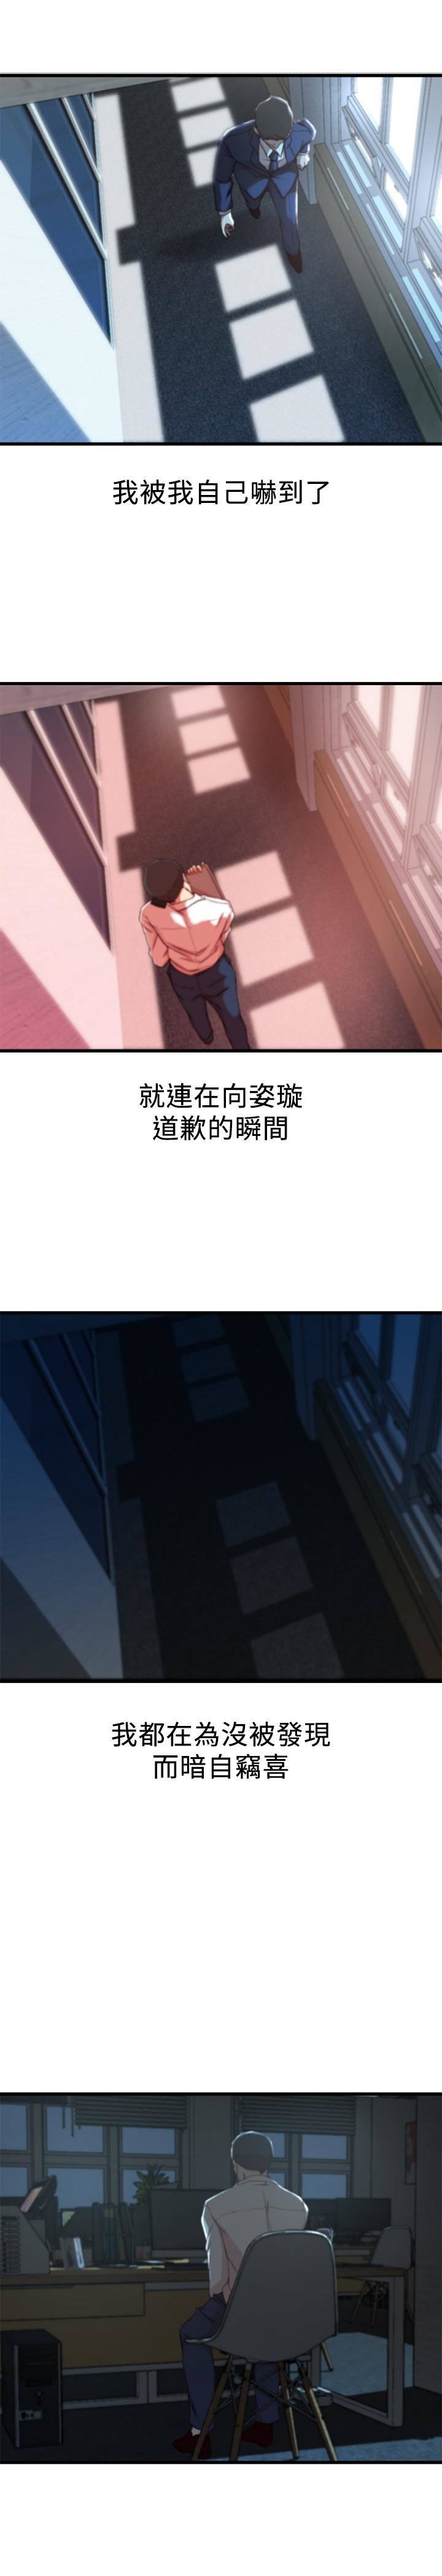 我被我自己嚇到了
就連在向姿璇
道歉的瞬間
我都在為沒被發現
而暗自竊喜